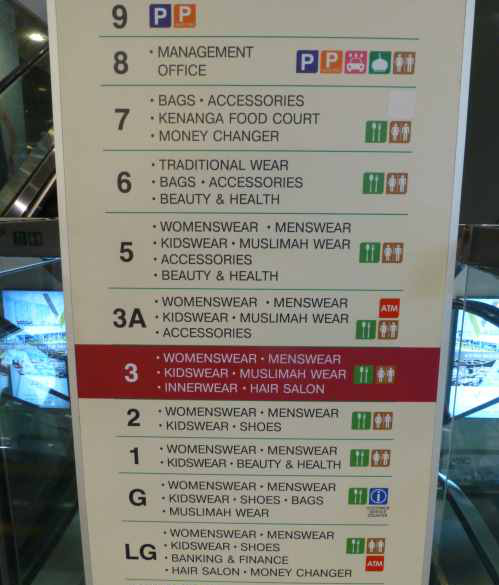 9 P P
8 • MANAGEMENT P P
OFFICE
• BAGS • ACCESSORIES
7 • KENANGA FOOD COURT
• MONEY CHANGER
• TRADITIONAL WEAR
6 • BAGS • ACCESSORIES
• BEAUTY & HEALTH
• WOMENSWEAR • MENSWEAR
5 • KIDSWEAR • MUSLIMAH WEAR
• ACCESSORIES
• BEAUTY & HEALTH
• WOMENSWEAR • MENSWEAR ATM
3A • KIDSWEAR • MUSLIMAH WEAR
• ACCESSORIES
• WOMENSWEAR • MENSWEAR
3 • KIDSWEAR • MUSLIMAH WEAR
• INNERWEAR • HAIR SALON
2 • WOMENSWEAR • MENSWEAR
• KIDSWEAR • SHOES
1 • WOMENSWEAR • MENSWEAR
• KIDSWEAR • BEAUTY & HEALTH
• WOMENSWEAR • MENSWEAR
G • KIDSWEAR • SHOES • BAGS i
• MUSLIMAH WEAR CUSTOMER SERVICE COUNTER
• WOMENSWEAR • MENSWEAR
LG • KIDSWEAR • SHOES
• BANKING & FINANCE ATM
• HAIR SALON • MONEY CHANGER